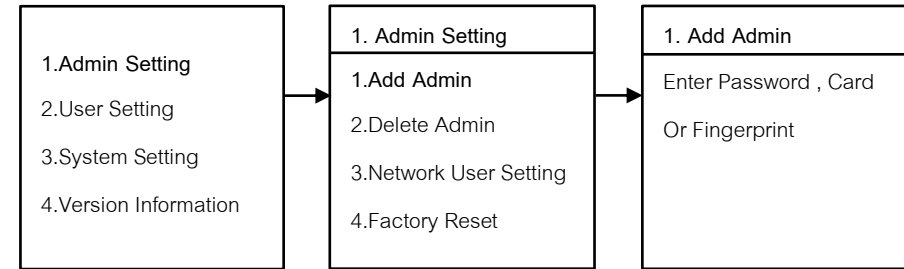 1.Admin Setting
2.User Setting
3.System Setting
4.Version Information
1. Admin Setting
1.Add Admin
2.Delete Admin
3.Network User Setting
4.Factory Reset
1. Add Admin
Enter Password , Card
Or Fingerprint